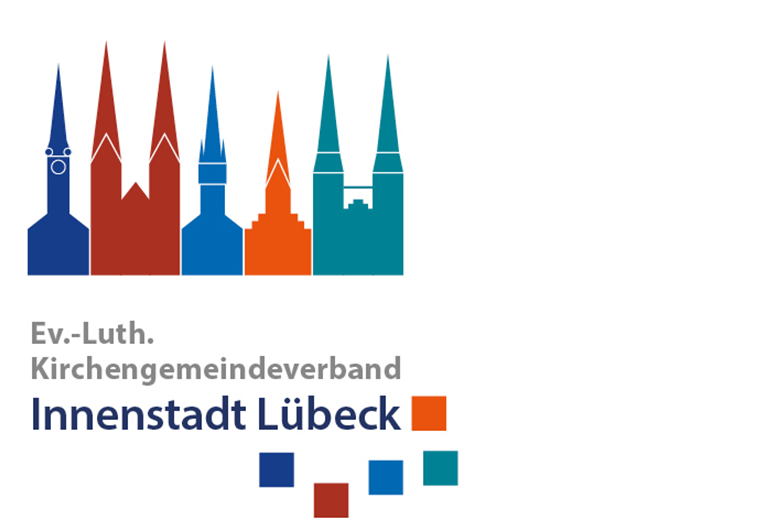 Ev.-Luth.
Kirchengemeindeverband
Innenstadt Lübeck